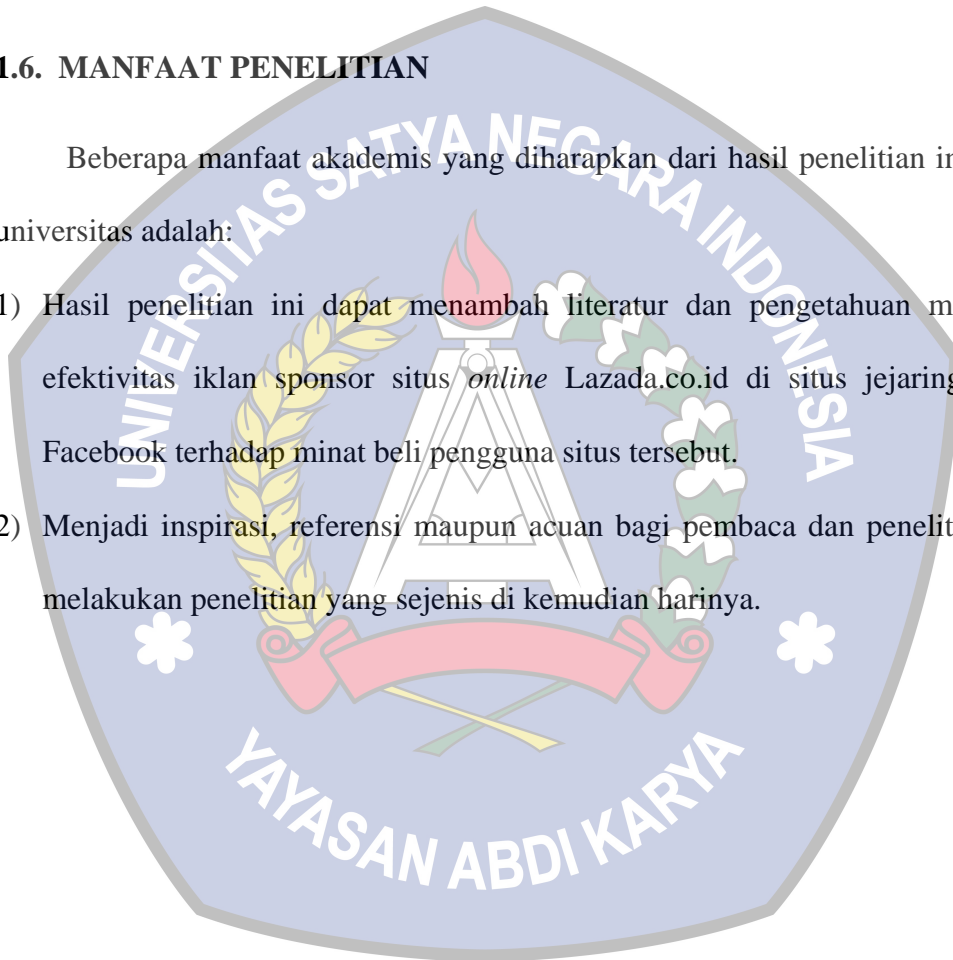 1.6. MANFAAT PENELITIAN
Beberapa manfaat akademis yang diharapkan dari hasil penelitian in
universitas adalah:
1) Hasil penelitian ini dapat menambah literatur dan pengetahuan m
efektivitas iklan sponsor situs online Lazada.co.id di situs jejaring
Facebook terhadap minat beli pengguna situs tersebut.
2) Menjadi inspirasi, referensi maupun acuan bagi pembaca dan penelit
melakukan penelitian yang sejenis di kemudian harinya.
UNIVERSITAS SATYA NEGARA INDONESIA
YAYASAN ABDI KARYA